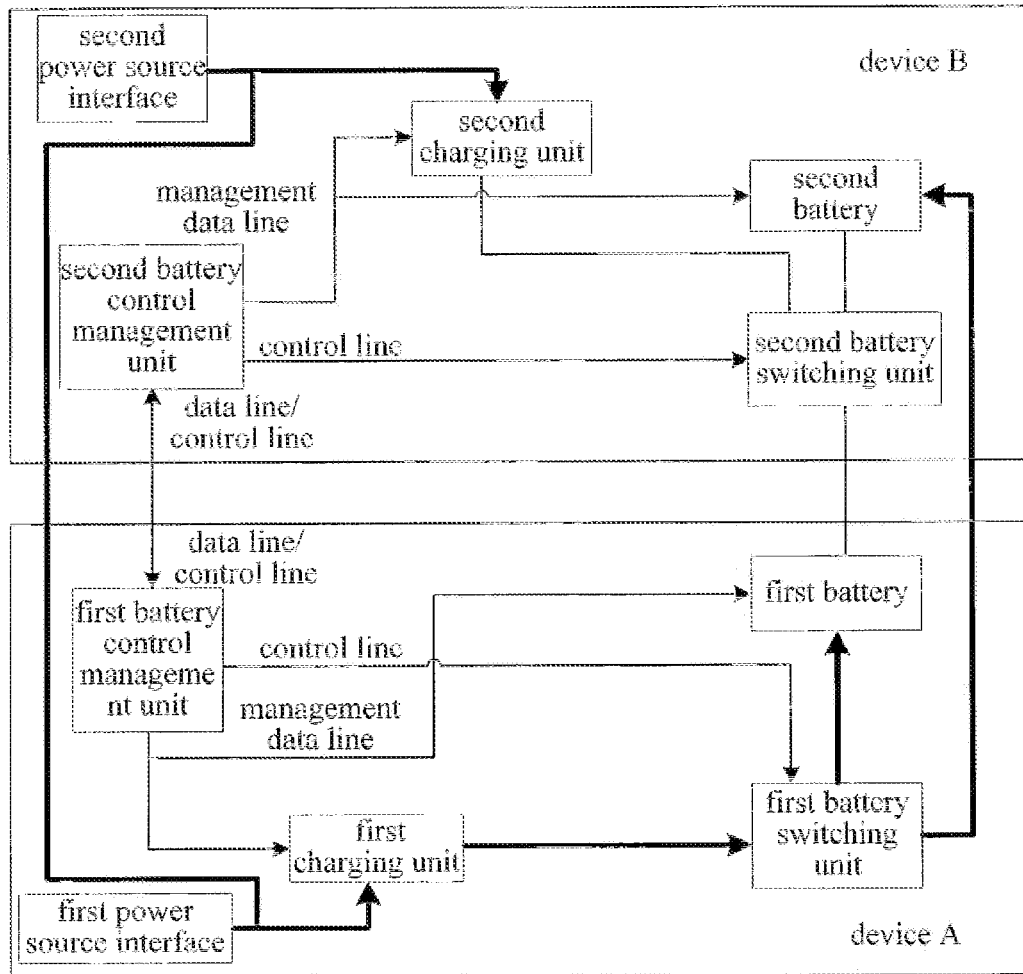 second
power source
interface
device B
second
charging unit
management
data line
second
battery
second battery
control
management
unit
control line
second battery
switching unit
data line/
control line
data line/
control line
first battery
control
manageme
nt unit
first battery
control line
management
data line
first
charging unit
first battery
switching
unit
first power
source interface
device A